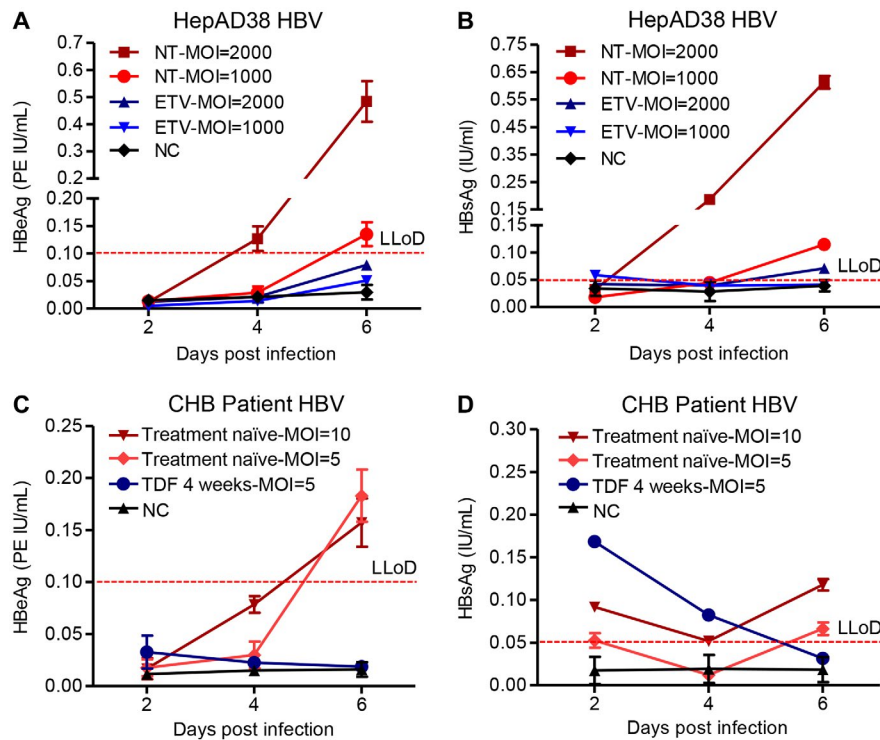 A
HepAD38 HBV
HBeAg (PE IU/mL)
0.7
0.6
0.5
0.4
0.3
0.2
0.20
0.15
0.10
0.05
0.00
NT-MOI=2000
NT-MOI=1000
ETV-MOI=2000
ETV-MOI=1000
NC
LLoD
2 4 6
Days post infection
B
HepAD38 HBV
HBsAg (IU/ml)
0.75
0.65
0.55
0.45
0.35
0.25
0.15
0.15
0.10
0.05
0.00
NT-MOI=2000
NT-MOI=1000
ETV-MOI=2000
ETV-MOI=1000
NC
LLoD
2 4 6
Days post infection
C
CHB Patient HBV
HBeAg (PE IU/mL)
0.25
0.20
0.15
0.10
0.05
0.00
Treatment naïve-MOI=10
Treatment naïve-MOI=5
TDF 4 weeks-MOI=5
NC
LLoD
2 4 6
Days post infection
D
CHB Patient HBV
HBsAg (IU/mL)
0.30
0.25
0.20
0.15
0.10
0.05
0.00
Treatment naïve-MOI=10
Treatment naïve-MOI=5
TDF 4 weeks-MOI=5
NC
LLoD
2 4 6
Days post infection